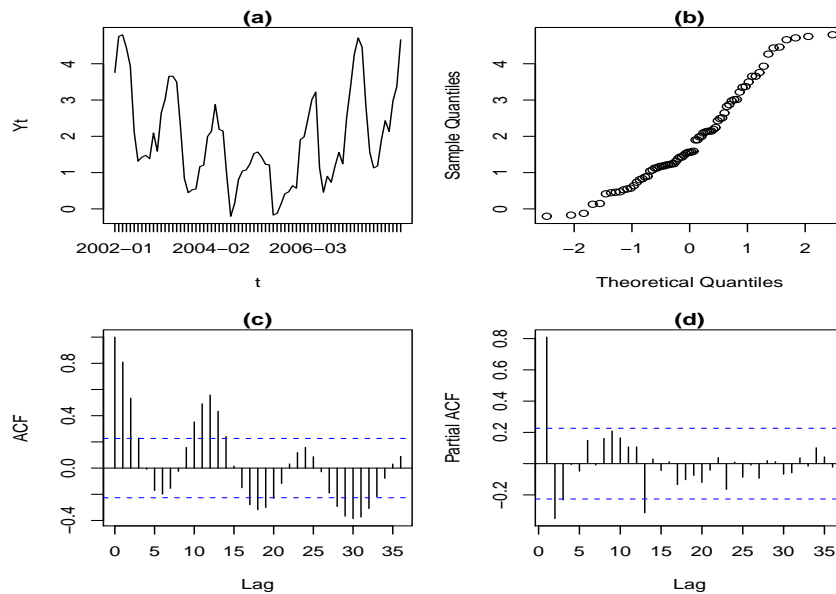 (a)
Yt
0 1 2 3 4
2002−01 2004−02 2006−03
t
(b)
Sample Quantiles
0 1 2 3 4
−2 −1 0 1 2
Theoretical Quantiles
(c)
ACF
−0.4 0.0 0.4 0.8
0 5 10 15 20 25 30 35
Lag
(d)
Partial ACF
−0.2 0.2 0.4 0.8
0 5 10 15 20 25 30 35
Lag